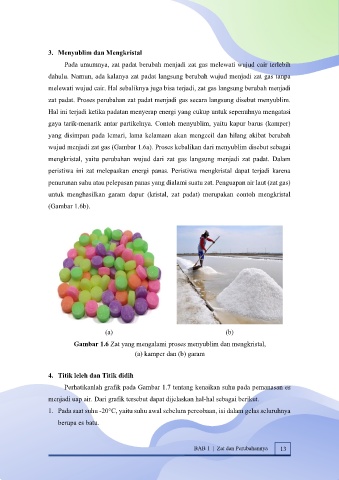 3. Menyublim dan Mengkristal
Pada umumnya, zat padat berubah menjadi zat gas melewati wujud cair terlebih
dahulu. Namun, ada kalanya zat padat langsung berubah wujud menjadi zat gas tanpa
melewati wujud cair. Hal sebaliknya juga bisa terjadi, zat gas langsung berubah menjadi
zat padat. Proses perubahan zat padat menjadi gas secara langsung disebut menyublim.
Hal ini terjadi ketika padatan menyerap energi yang cukup untuk sepenuhnya mengatasi
gaya tarik-menarik antar partikelnya. Contoh menyublim, yaitu kapur barus (kamper)
yang disimpan pada lemari, lama kelamaan akan mengecil dan hilang akibat berubah
wujud menjadi zat gas (Gambar 1.6a). Proses kebalikan dari menyublim disebut sebagai
mengkristal, yaitu perubahan wujud dari zat gas langsung menjadi zat padat. Dalam
peristiwa ini zat melepaskan energi panas. Peristiwa mengkristal dapat terjadi karena
penurunan suhu atau pelepasan panas yang dialami suatu zat. Penguapan air laut (zat gas)
untuk menghasilkan garam dapur (kristal, zat padat) merupakan contoh mengkristal
(Gambar 1.6b).
(a) (b)
Gambar 1.6 Zat yang mengalami proses menyublim dan mengkristal,
(a) kamper dan (b) garam
4. Titik leleh dan Titik didih
Perhatikanlah grafik pada Gambar 1.7 tentang kenaikan suhu pada pemanasan es
menjadi uap air. Dari grafik tersebut dapat dijelaskan hal-hal sebagai berikut.
1. Pada saat suhu -20°C, yaitu suhu awal sebelum percobaan, isi dalam gelas seluruhnya
berupa es batu.
BAB 1 | Zat dan Perubahannya 13